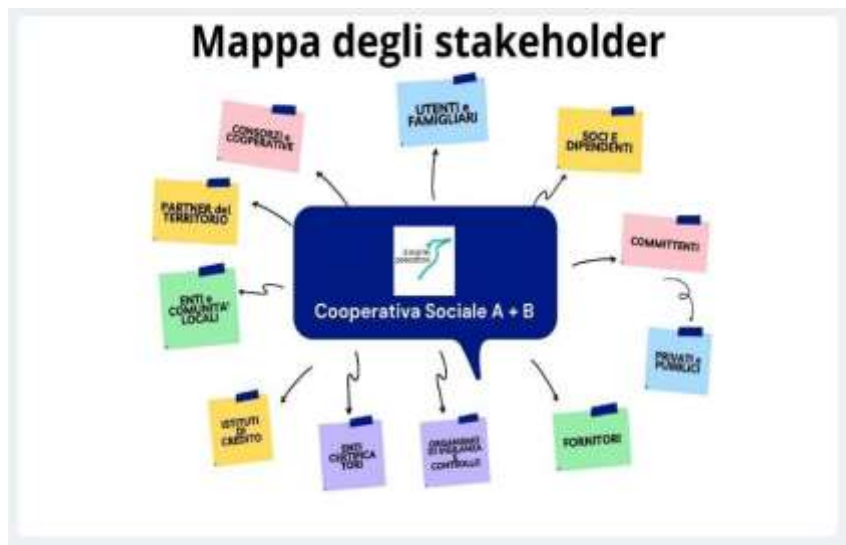 Mappa degli stakeholder
UTENTI e
FAMIGLIARI
CONSORZI e
COOPERATIVE
SOCI E
DIPENDENTI
PARTNER del
TERRITORIO
COMMITTENTI
ENTI e
COMUNITA'
LOCALI
Cooperativa Sociale A + B
PRIVATI e
PUBBLICI
ISTITUTI
DI
CREDITO
ENTI
CERTIFICA
TORI
ORGANISMO
DI VIGILANZA
E
CONTROLLO
FORNITORI